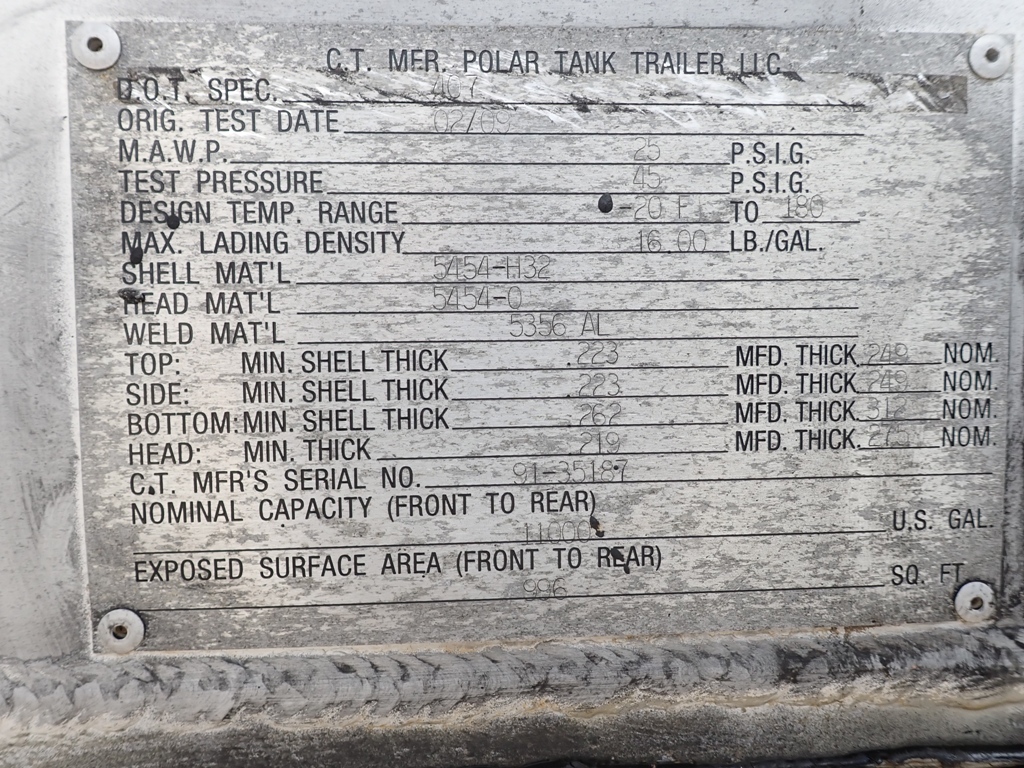 C.T. MFR. POLAR TANK TRAILER LLC.
D.O.T. SPEC. 407
ORIG. TEST DATE 02/09
M.A.W.P. 25 P.S.I.G.
TEST PRESSURE 45 P.S.I.G.
DESIGN TEMP. RANGE -20 F TO 180
MAX. LADING DENSITY 16.00 LB./GAL.
SHELL MAT'L 5454-H32
HEAD MAT'L 5454-0
WELD MAT'L 5356 AL
TOP: MIN. SHELL THICK .223 MFD. THICK. 249 NOM.
SIDE: MIN. SHELL THICK .223 MFD. THICK. 249 NOM.
BOTTOM: MIN. SHELL THICK .262 MFD. THICK. 312 NOM.
HEAD: MIN. THICK .219 MFD. THICK. NOM.
C.T. MFR'S SERIAL NO. 91-35187
NOMINAL CAPACITY (FRONT TO REAR)
11000 U.S. GAL.
EXPOSED SURFACE AREA (FRONT TO REAR)
996 SQ. FT.